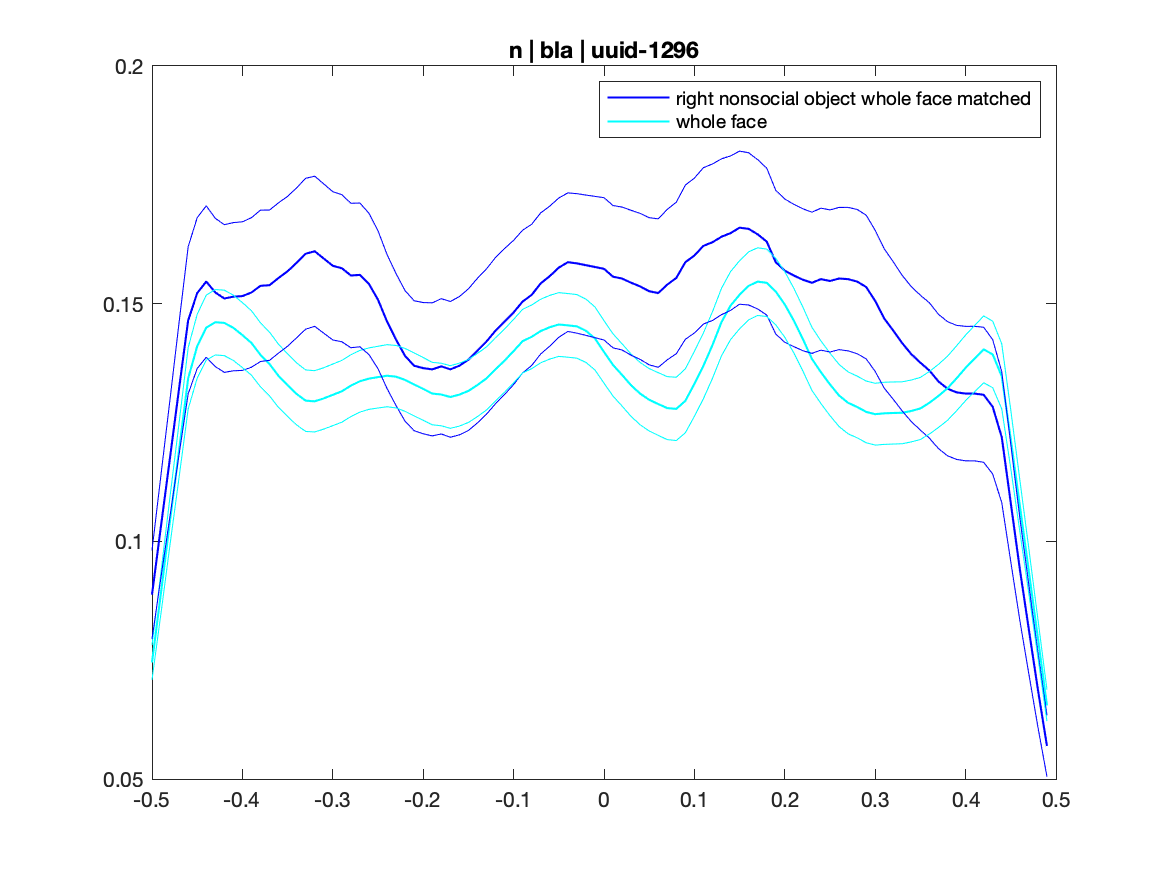 n | bla | uuid-1296
right nonsocial object whole face matched
whole face
0.2
0.15
0.1
0.05
-0.5 -0.4 -0.3 -0.2 -0.1 0 0.1 0.2 0.3 0.4 0.5